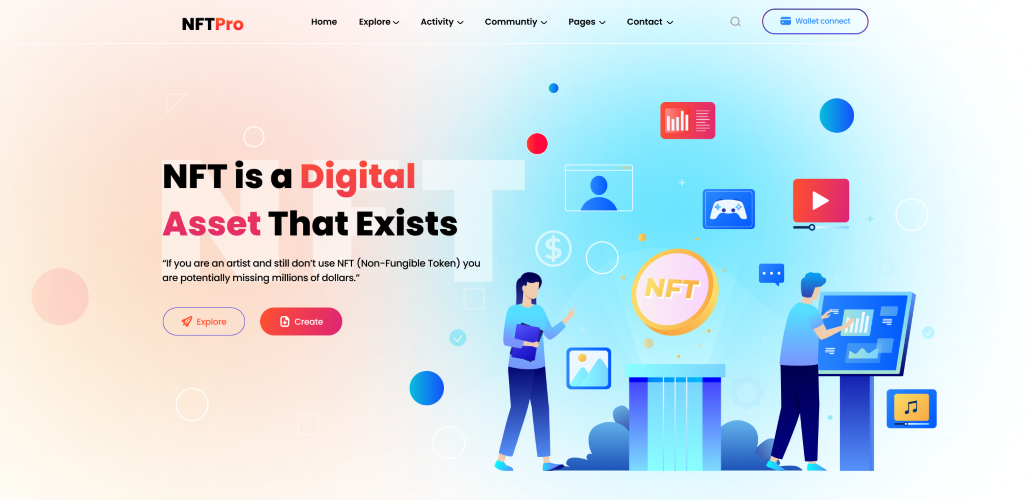 NFTPro
Home Explore Activity Communtiy Pages Contact
Wallet connect
NFT
NFT is a Digital
Asset That Exists
“If you are an artist and still don’t use NFT (Non-Fungible Token) you
are potentially missing millions of dollars.”
Explore Create
$
NFT